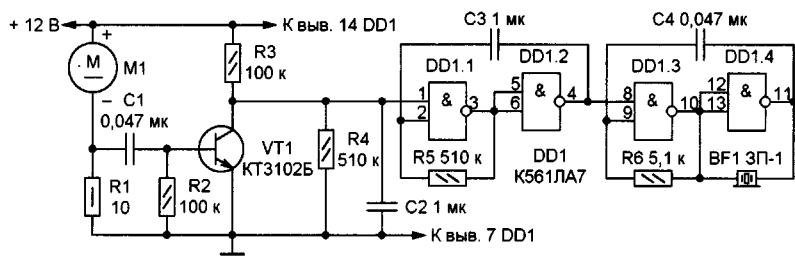 + 12 В
К выв. 14 DD1
М
М1
+
−
C1
0,047 мк
R1
10
R2
100 к
R3
100 к
VT1
КТ3102Б
R4
510 к
C2 1 мк
К выв. 7 DD1
C3 1 мк
DD1.1
&
1
2
3
R5 510 к
DD1.2
&
5
6
4
DD1
К561ЛА7
C4 0,047 мк
DD1.3
&
8
9
10
R6 5,1 к
DD1.4
&
12
13
11
BF1 ЗП-1